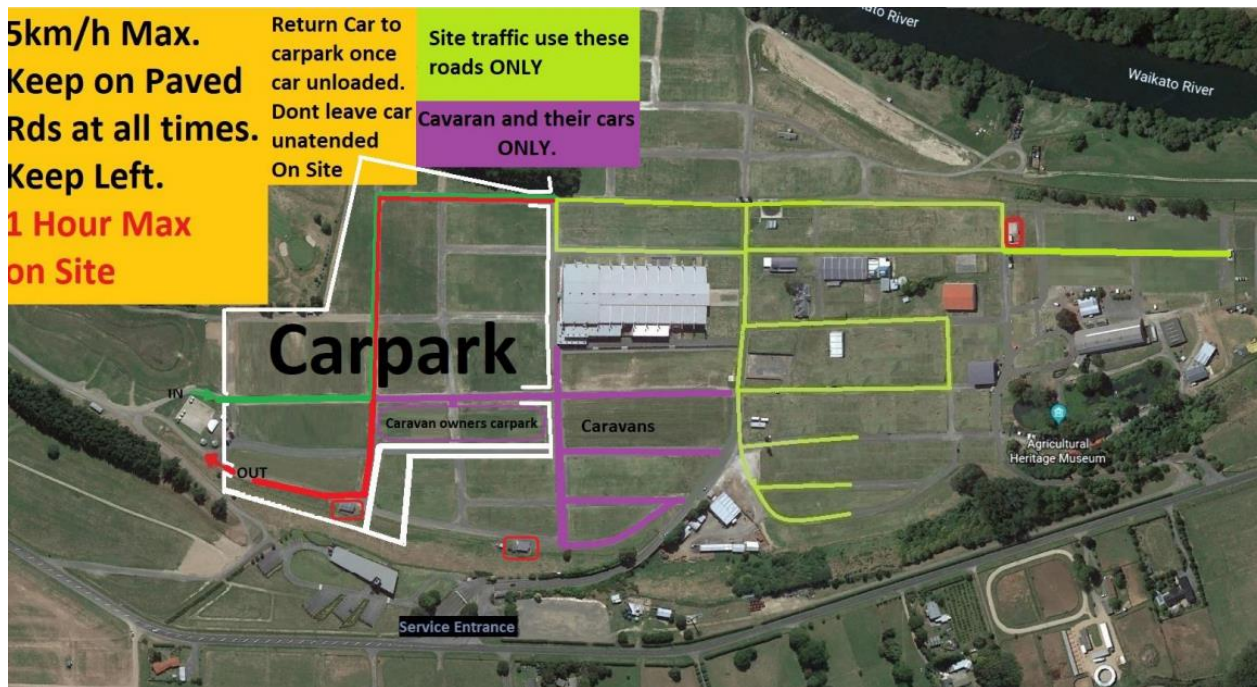 5km/h Max.
Keep on Paved
Rds at all times.
Keep Left.
1 Hour Max
on Site
Return Car to
carpark once
car unloaded.
Dont leave car
unatended
On Site
Site traffic use these
roads ONLY
Cavaran and their cars
ONLY.
Waikato River
Waikato River
Carpark
IN
Caravan owners carpark
Caravans
OUT
Agricultural
Heritage Museum
Service Entrance